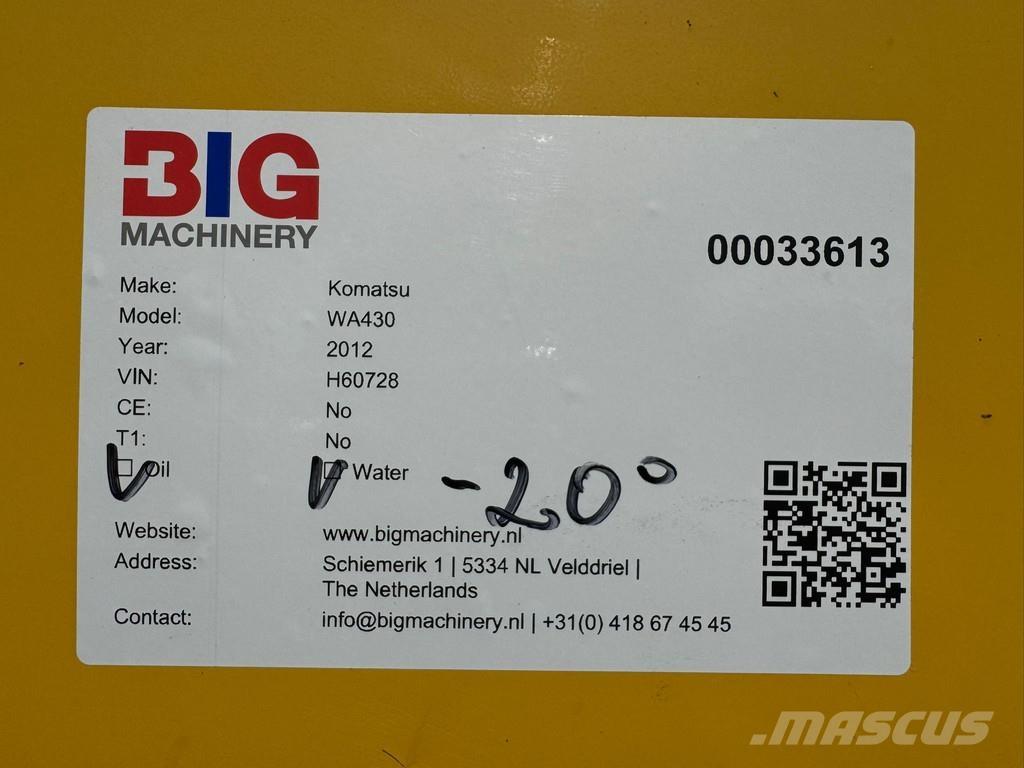 BIG
MACHINERY
00033613
Make: Komatsu
Model: WA430
Year: 2012
VIN: H60728
CE: No
T1: No
Oil Water -20°
Website: www.bigmachinery.nl
Address: Schiemerik 1 | 5334 NL Velddriel |
The Netherlands
Contact: info@bigmachinery.nl | +31(0) 418 67 45 45
.MASCUS